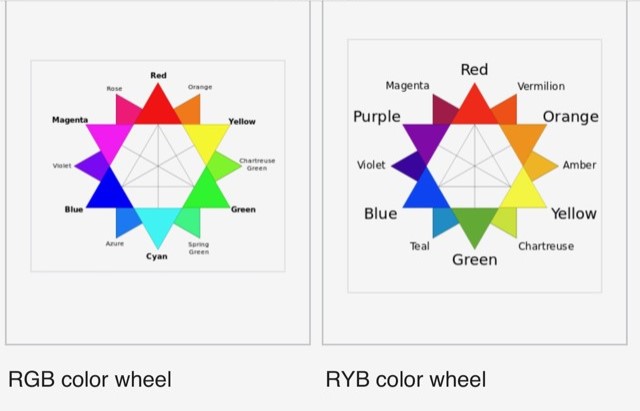 Red
Rose
Orange
Magenta
Yellow
Violet
Chartreuse
Green
Blue
Green
Azure
Spring
Green
Cyan
RGB color wheel
Red
Magenta
Vermilion
Purple
Orange
Violet
Amber
Blue
Yellow
Teal
Chartreuse
Green
RYB color wheel